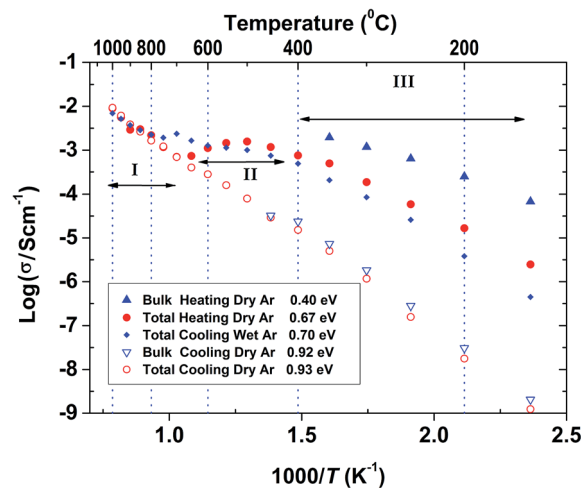 Temperature (⁰C)
1000 800 600 400 200
-1
-2
-3
-4
-5
-6
-7
-8
-9
Log(σ/Scm⁻¹)
I
II
III
Bulk Heating Dry Ar 0.40 eV
Total Heating Dry Ar 0.67 eV
Total Cooling Wet Ar 0.70 eV
Bulk Cooling Dry Ar 0.92 eV
Total Cooling Dry Ar 0.93 eV
1.0 1.5 2.0 2.5
1000/T (K⁻¹)